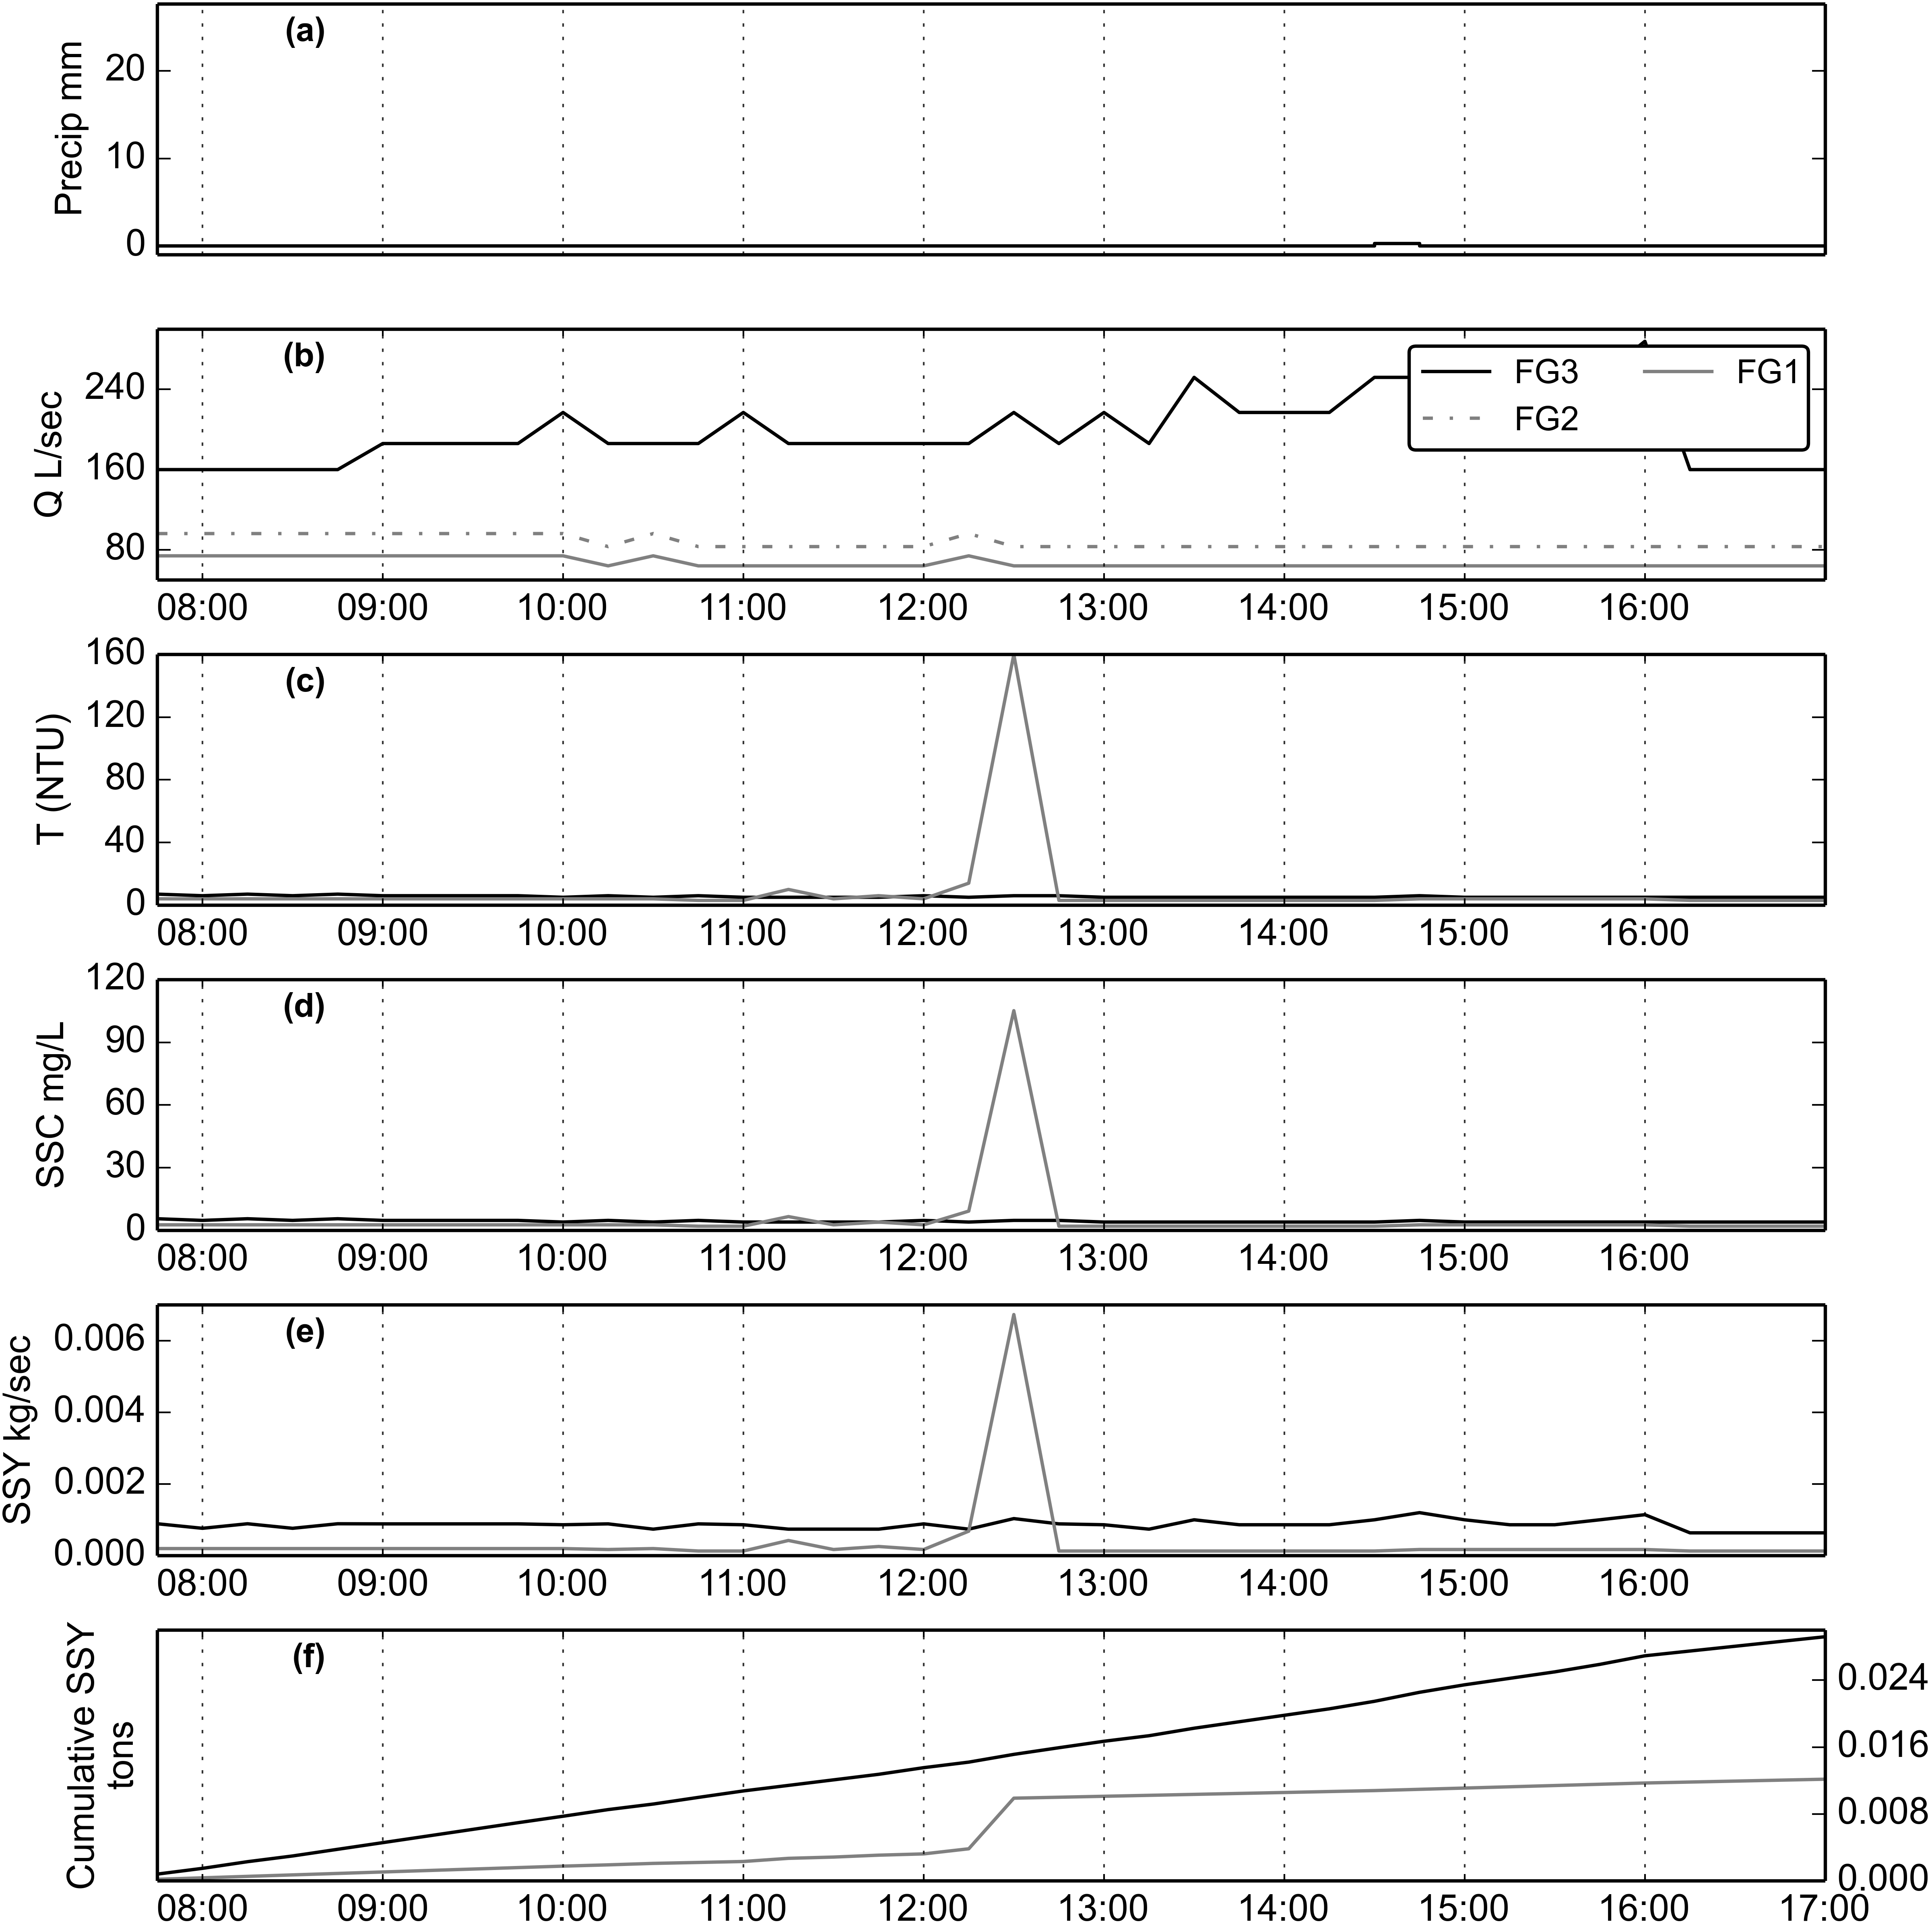 (a)
Precip mm
20
10
0
(b)
Q L/sec
240
160
80
FG3 FG1
FG2
08:00 09:00 10:00 11:00 12:00 13:00 14:00 15:00 16:00
(c)
T (NTU)
160
120
80
40
0
08:00 09:00 10:00 11:00 12:00 13:00 14:00 15:00 16:00
(d)
SSC mg/L
120
90
60
30
0
08:00 09:00 10:00 11:00 12:00 13:00 14:00 15:00 16:00
(e)
SSY kg/sec
0.006
0.004
0.002
0.000
08:00 09:00 10:00 11:00 12:00 13:00 14:00 15:00 16:00
(f)
Cumulative SSY
tons
0.024
0.016
0.008
0.000
08:00 09:00 10:00 11:00 12:00 13:00 14:00 15:00 16:00 17:00